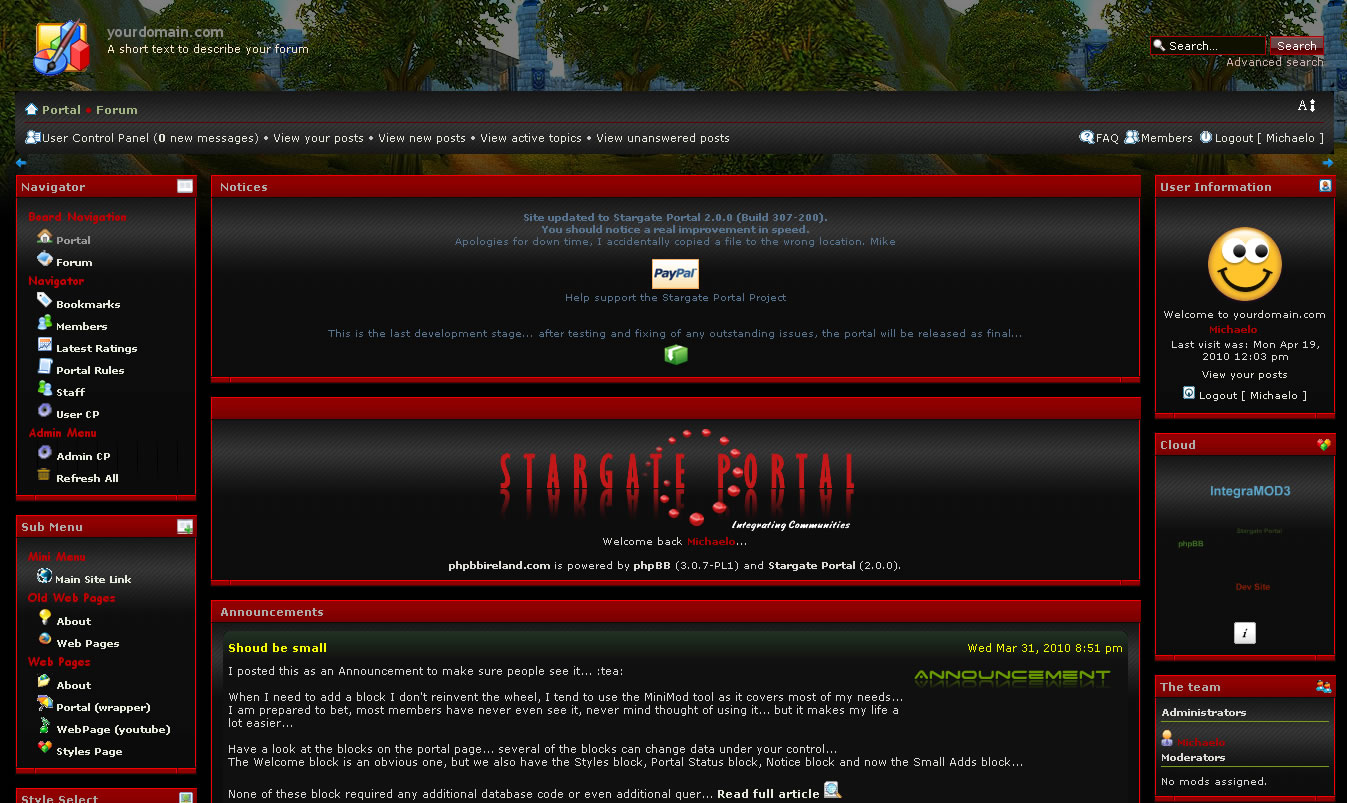 yourdomain.com
A short text to describe your forum
Search...
Search
Advanced search
Portal • Forum
A
User Control Panel (0 new messages) • View your posts • View new posts • View active topics • View unanswered posts
FAQ Members Logout [ Michaelo ]
Navigator
Board Navigation
Portal
Forum
Navigator
Bookmarks
Members
Latest Ratings
Portal Rules
Staff
User CP
Admin Menu
Admin CP
Refresh All
Sub Menu
Mini Menu
Main Site Link
Old Web Pages
About
Web Pages
Web Pages
About
Portal (wrapper)
WebPage (youtube)
Styles Page
Style Select
Notices
Site updated to Stargate Portal 2.0.0 (Build 307-200).
You should notice a real improvement in speed.
Apologies for down time, I accidentally copied a file to the wrong location. Mike
PayPal
Help support the Stargate Portal Project
This is the last development stage... after testing and fixing of any outstanding issues, the portal will be released as final...
STARGATE PORTAL
Integrating Communities
Welcome back Michaelo...
phpbbireland.com is powered by phpBB (3.0.7-PL1) and Stargate Portal (2.0.0).
Announcements
Shoud be small
Wed Mar 31, 2010 8:51 pm
ANNOUNCEMENT
I posted this as an Announcement to make sure people see it... :tea:
When I need to add a block I don't reinvent the wheel, I tend to use the MiniMod tool as it covers most of my needs...
I am prepared to bet, most members have never even see it, never mind thought of using it... but it makes my life a
lot easier...
Have a look at the blocks on the portal page... several of the blocks can change data under your control...
The Welcome block is an obvious one, but we also have the Styles block, Portal Status block, Notice block and now the Small Adds block...
None of these block required any additional database code or even additional quer... Read full article
User Information
Welcome to yourdomain.com
Michaelo
Last visit was: Mon Apr 19,
2010 12:03 pm
View your posts
Logout [ Michaelo ]
Cloud
IntegraMOD3
Stargate Portal
phpBB
Dev Site
i
The team
Administrators
Michaelo
Moderators
No mods assigned.